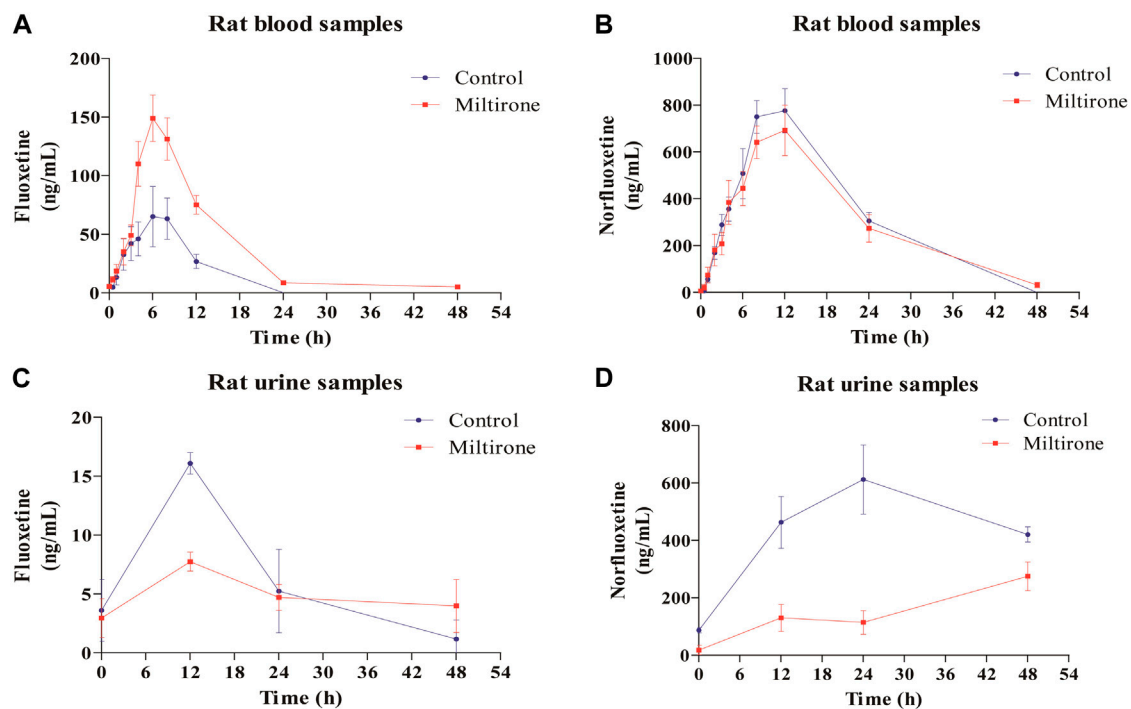 A
Rat blood samples
Fluoxetine
(ng/mL)
200
150
100
50
0
Control
Miltirone
0 6 12 18 24 30 36 42 48 54
Time (h)
B
Rat blood samples
Norfluoxetine
(ng/mL)
1000
800
600
400
200
0
Control
Miltirone
0 6 12 18 24 30 36 42 48 54
Time (h)
C
Rat urine samples
Fluoxetine
(ng/mL)
20
15
10
5
0
Control
Miltirone
0 6 12 18 24 30 36 42 48 54
Time (h)
D
Rat urine samples
Norfluoxetine
(ng/mL)
800
600
400
200
0
Control
Miltirone
0 6 12 18 24 30 36 42 48 54
Time (h)